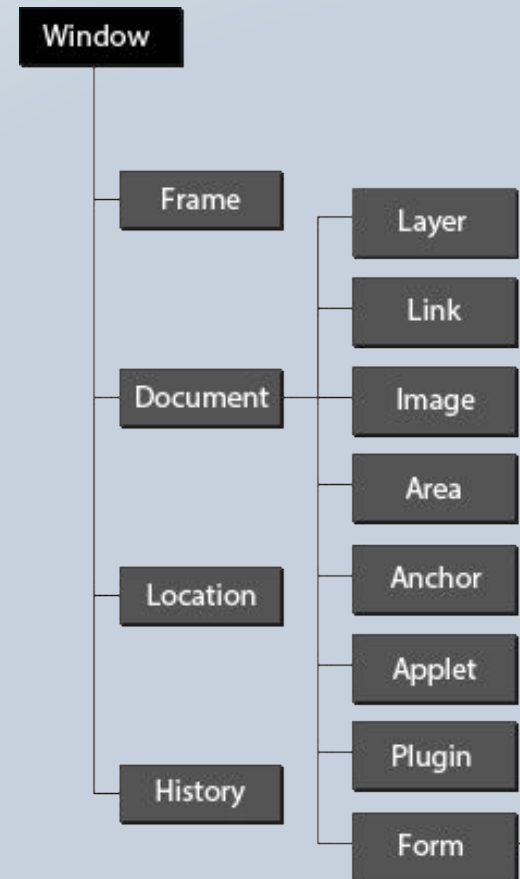 Window
Frame
Document
Location
History
Layer
Link
Image
Area
Anchor
Applet
Plugin
Form